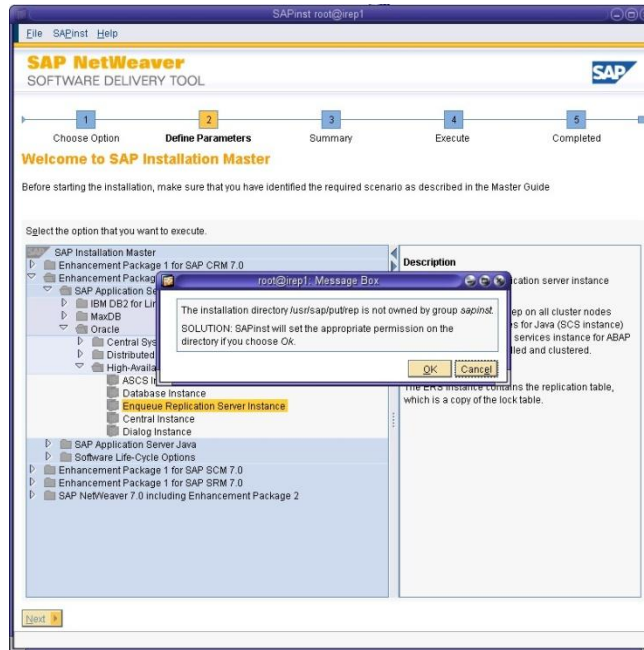 SAPinst root@irep1
File SAPinst Help
SAP NetWeaver
SOFTWARE DELIVERY TOOL
SAP
1 2 3 4 5
Choose Option Define Parameters Summary Execute Completed
Welcome to SAP Installation Master
Before starting the installation, make sure that you have identified the required scenario as described in the Master Guide
Select the option that you want to execute.
SAP Installation Master
Enhancement Package 1 for SAP CRM 7.0
Enhancement Packag
SAP Application Se
IBM DB2 for Lin
MaxDB
Oracle
Central Sys
Distributed
High-Availa
ASCS I
Database Instance
Enqueue Replication Server Instance
Central Instance
Dialog Instance
SAP Application Server Java
Software Life-Cycle Options
Enhancement Package 1 for SAP SCM 7.0
Enhancement Package 1 for SAP SRM 7.0
SAP NetWeaver 7.0 including Enhancement Package 2
root@irep1: Message Box
The installation directory /usr/sap/put/rep is not owned by group sapinst.
SOLUTION: SAPinst will set the appropriate permission on the
directory if you choose Ok.
OK Cancel
Description
cation server instance
ep on all cluster nodes
s for Java (SCS instance)
services instance for ABAP
lled and clustered.
The ERS instance contains the replication table,
which is a copy of the lock table.
Next